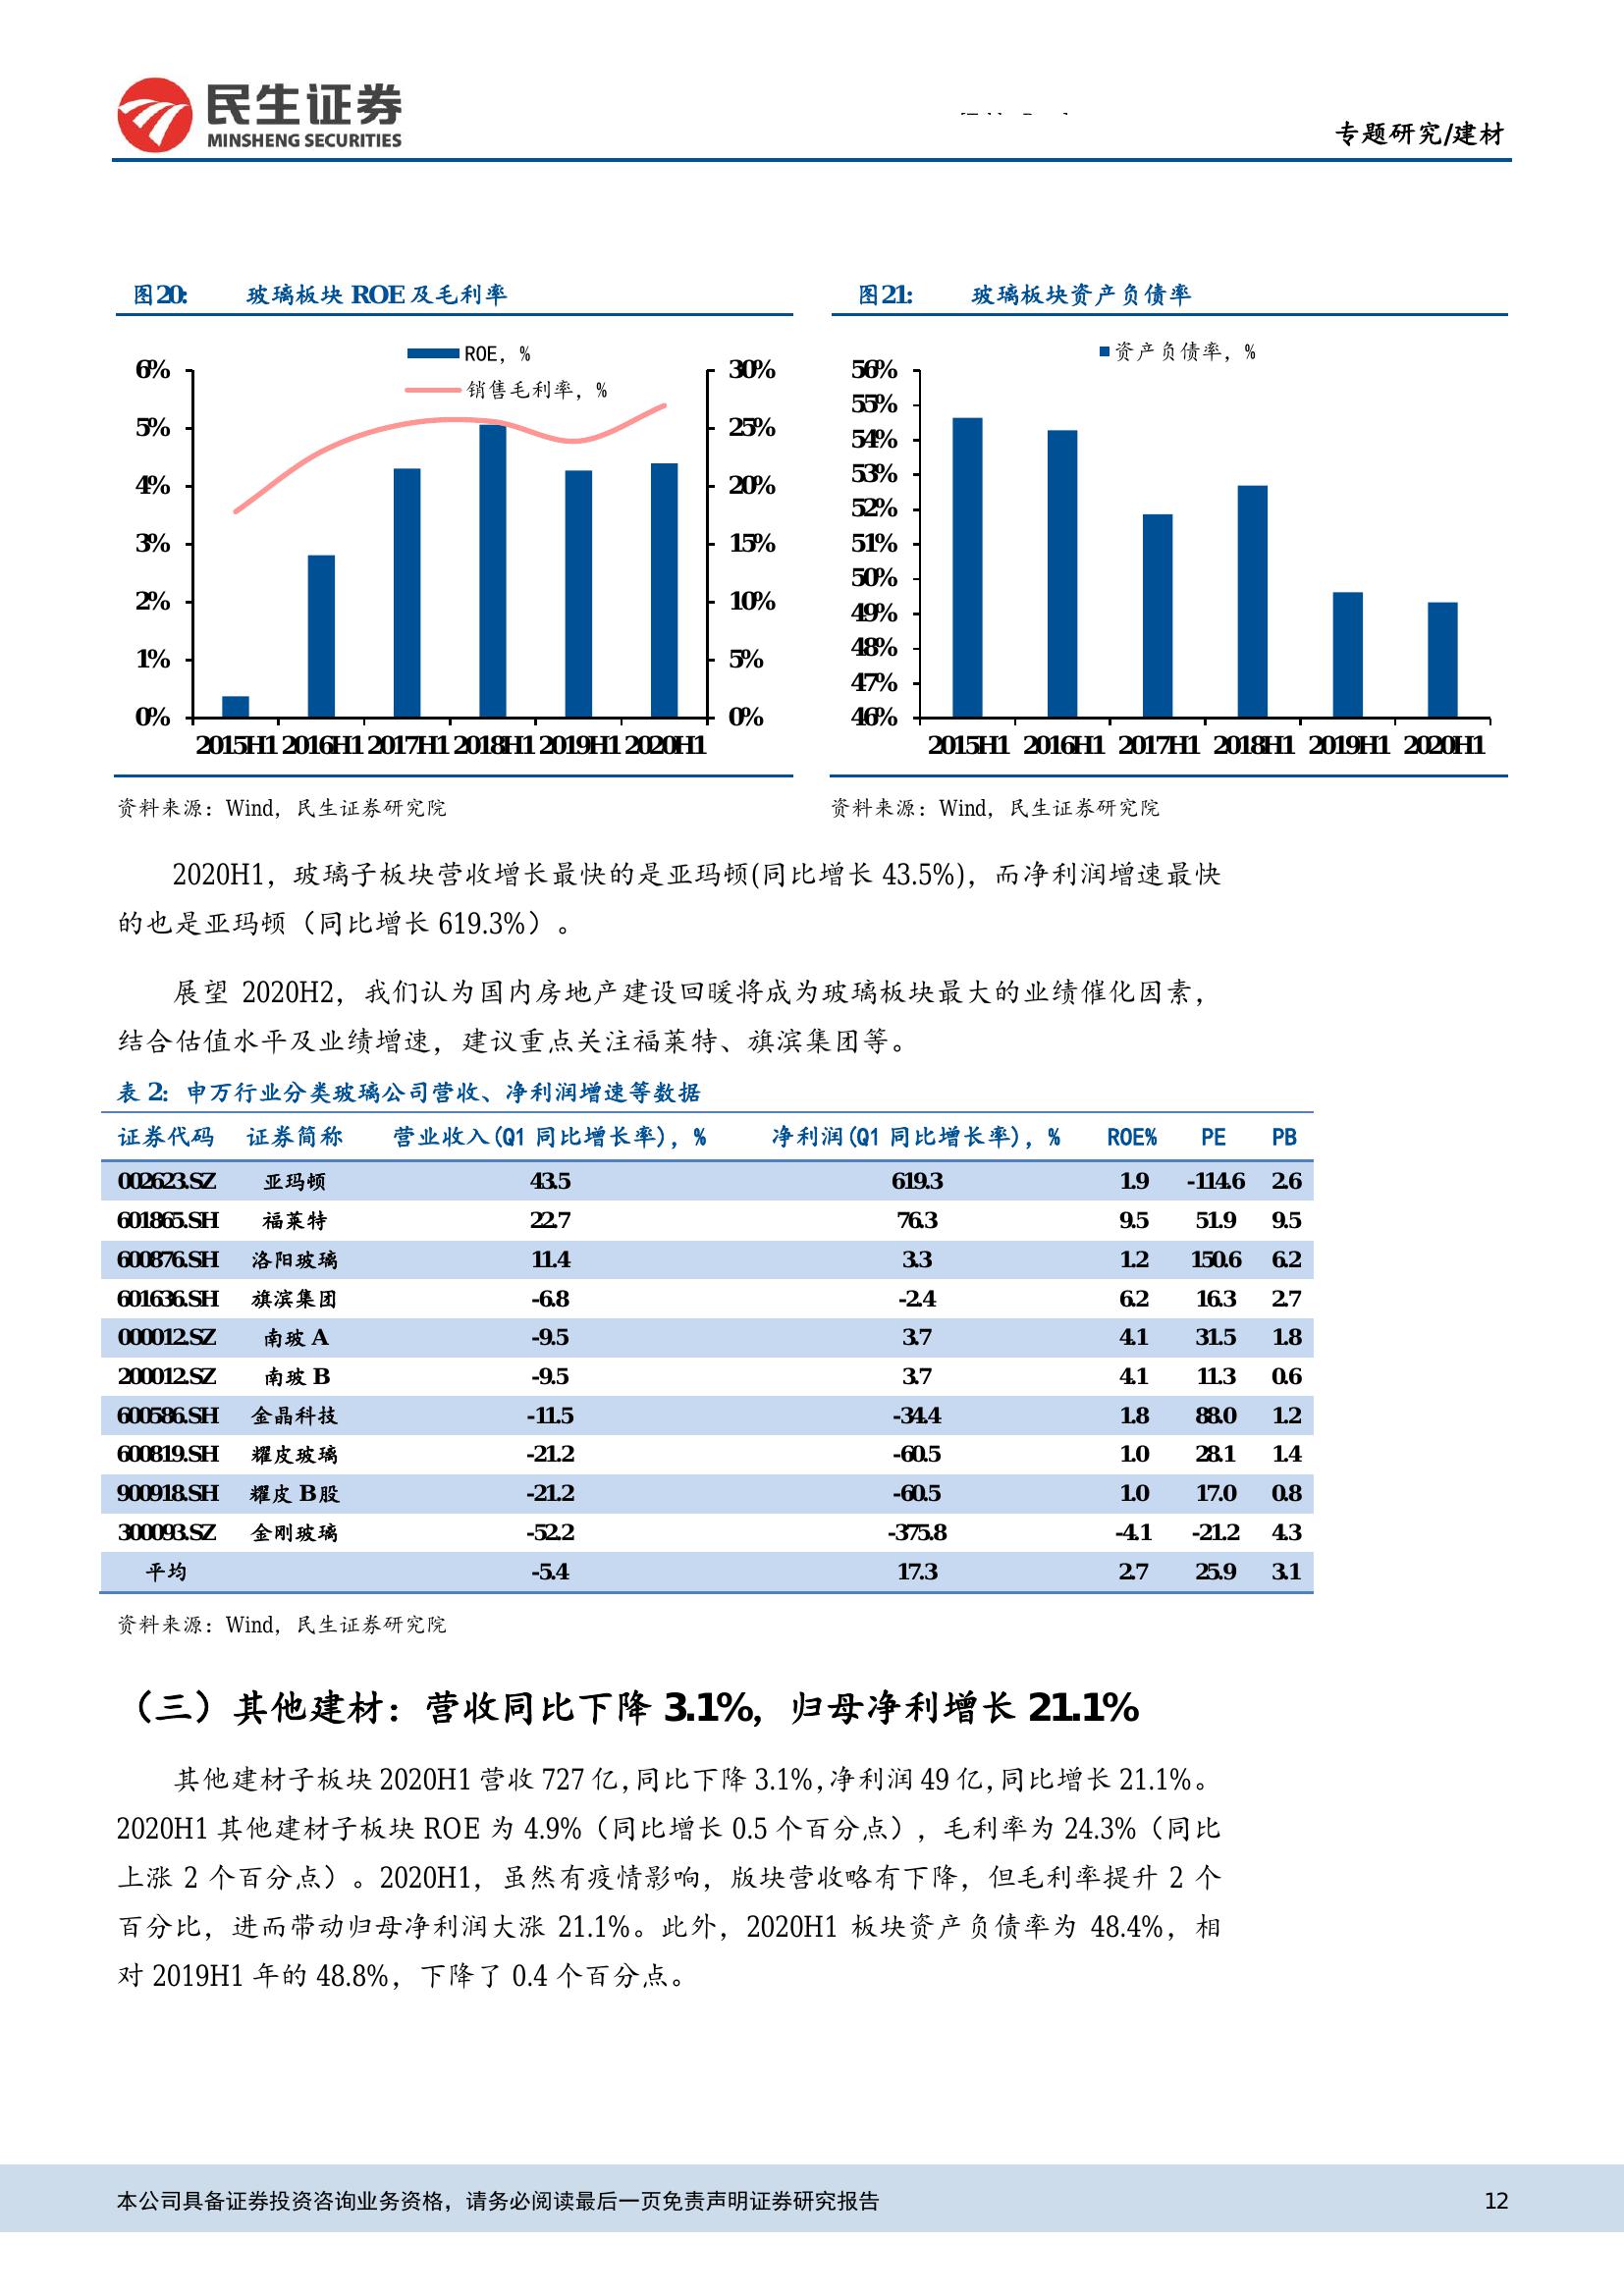 民生证券
MINSHENG SECURITIES
专题研究/建材
图20: 玻璃板块 ROE 及毛利率
ROE，%
销售毛利率，%
6%
5%
4%
3%
2%
1%
0%
30%
25%
20%
15%
10%
5%
0%
2015H1 2016H1 2017H1 2018H1 2019H1 2020H1
资料来源：Wind，民生证券研究院
图21: 玻璃板块资产负债率
资产负债率，%
56%
55%
54%
53%
52%
51%
50%
49%
48%
47%
46%
2015H1 2016H1 2017H1 2018H1 2019H1 2020H1
资料来源：Wind，民生证券研究院
2020H1，玻璃子板块营收增长最快的是亚玛顿(同比增长 43.5%)，而净利润增速最快
的也是亚玛顿（同比增长 619.3%）。
展望 2020H2，我们认为国内房地产建设回暖将成为玻璃板块最大的业绩催化因素，
结合估值水平及业绩增速，建议重点关注福莱特、旗滨集团等。
表 2：申万行业分类玻璃公司营收、净利润增速等数据
证券代码 证券简称 营业收入(Q1 同比增长率)，% 净利润(Q1 同比增长率)，% ROE% PE PB
002623.SZ 亚玛顿 43.5 619.3 1.9 -114.6 2.6
601865.SH 福莱特 22.7 76.3 9.5 51.9 9.5
600876.SH 洛阳玻璃 11.4 3.3 1.2 150.6 6.2
601636.SH 旗滨集团 -6.8 -2.4 6.2 16.3 2.7
000012.SZ 南玻 A -9.5 3.7 4.1 31.5 1.8
200012.SZ 南玻 B -9.5 3.7 4.1 11.3 0.6
600586.SH 金晶科技 -11.5 -34.4 1.8 88.0 1.2
600819.SH 耀皮玻璃 -21.2 -60.5 1.0 28.1 1.4
900918.SH 耀皮 B股 -21.2 -60.5 1.0 17.0 0.8
300093.SZ 金刚玻璃 -52.2 -375.8 -4.1 -21.2 4.3
平均 -5.4 17.3 2.7 25.9 3.1
资料来源：Wind，民生证券研究院
（三）其他建材：营收同比下降 3.1%，归母净利增长 21.1%
其他建材子板块 2020H1 营收 727 亿，同比下降 3.1%，净利润 49 亿，同比增长 21.1%。
2020H1 其他建材子板块 ROE 为 4.9%（同比增长 0.5 个百分点），毛利率为 24.3%（同比
上涨 2 个百分点）。2020H1，虽然有疫情影响，版块营收略有下降，但毛利率提升 2 个
百分比，进而带动归母净利润大涨 21.1%。此外，2020H1 板块资产负债率为 48.4%，相
对 2019H1 年的 48.8%，下降了 0.4 个百分点。
本公司具备证券投资咨询业务资格，请务必阅读最后一页免责声明证券研究报告 12